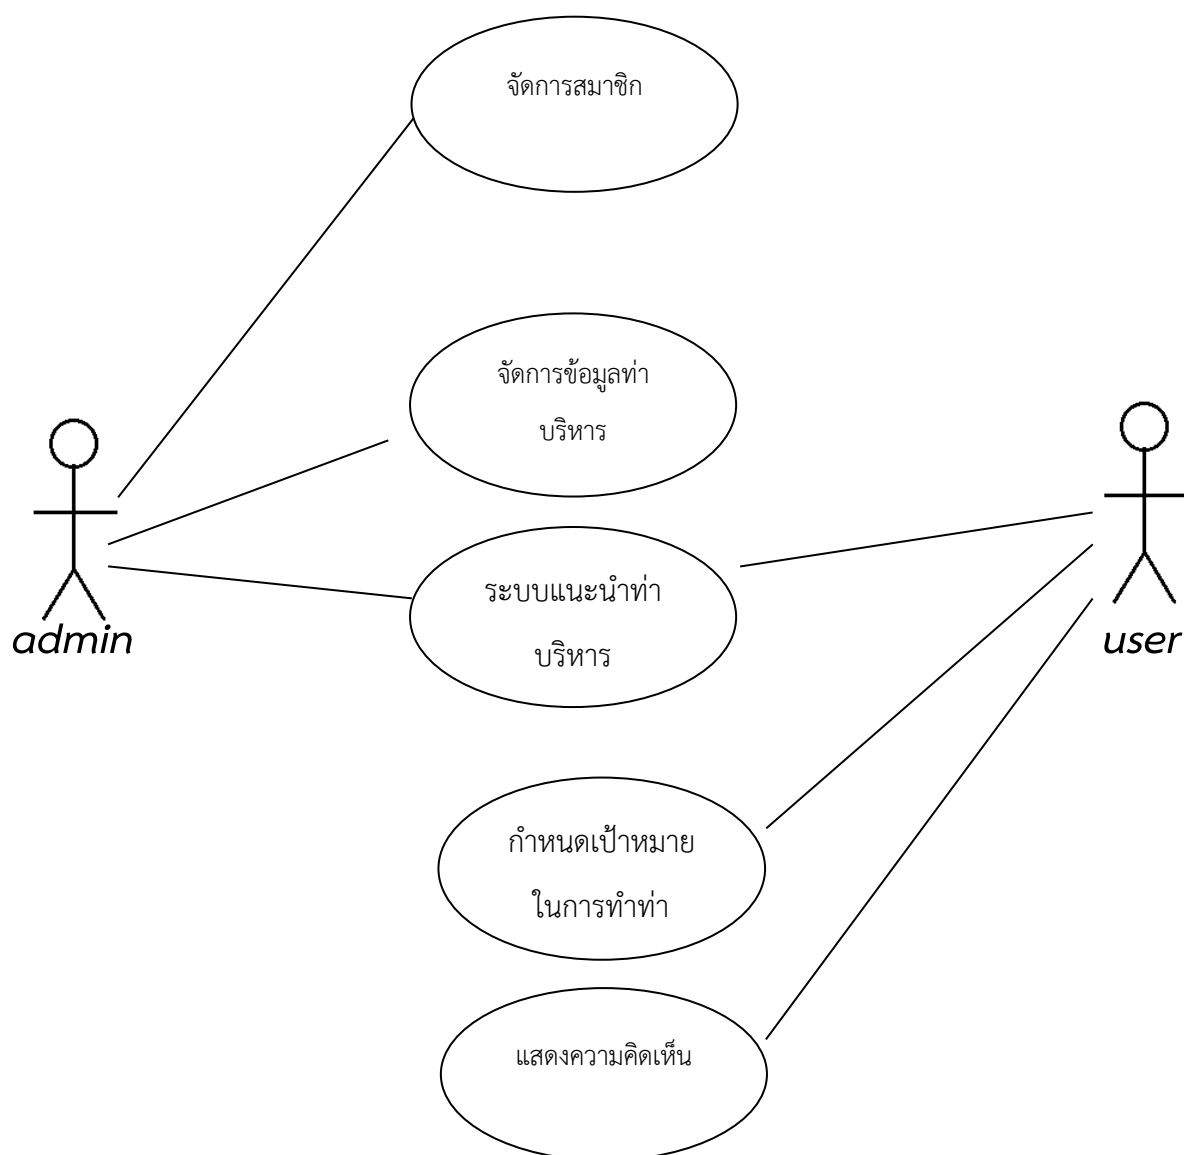 จัดการสมาชิก
จัดการข้อมูลท่า
บริหาร
ระบบแนะนำท่า
บริหาร
admin
user
กำหนดเป้าหมาย
ในการทำท่า
แสดงความคิดเห็น